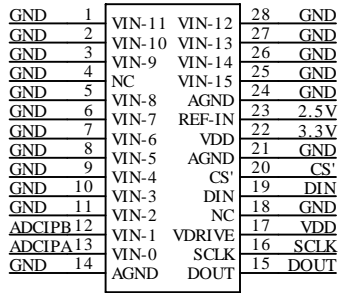 GND 1 VIN-11 VIN-12 28 GND
GND 2 VIN-10 VIN-13 27 GND
GND 3 VIN-9 VIN-14 26 GND
GND 4 NC VIN-15 25 GND
GND 5 VIN-8 AGND 24 GND
GND 6 VIN-7 REF-IN 23 2.5V
GND 7 VIN-6 VDD 22 3.3V
GND 8 VIN-5 AGND 21 GND
GND 9 VIN-4 CS' 20 CS'
GND 10 VIN-3 DIN 19 DIN
GND 11 VIN-2 NC 18 GND
ADCIPB 12 VIN-1 VDRIVE 17 VDD
ADCIPA 13 VIN-0 SCLK 16 SCLK
GND 14 AGND DOUT 15 DOUT